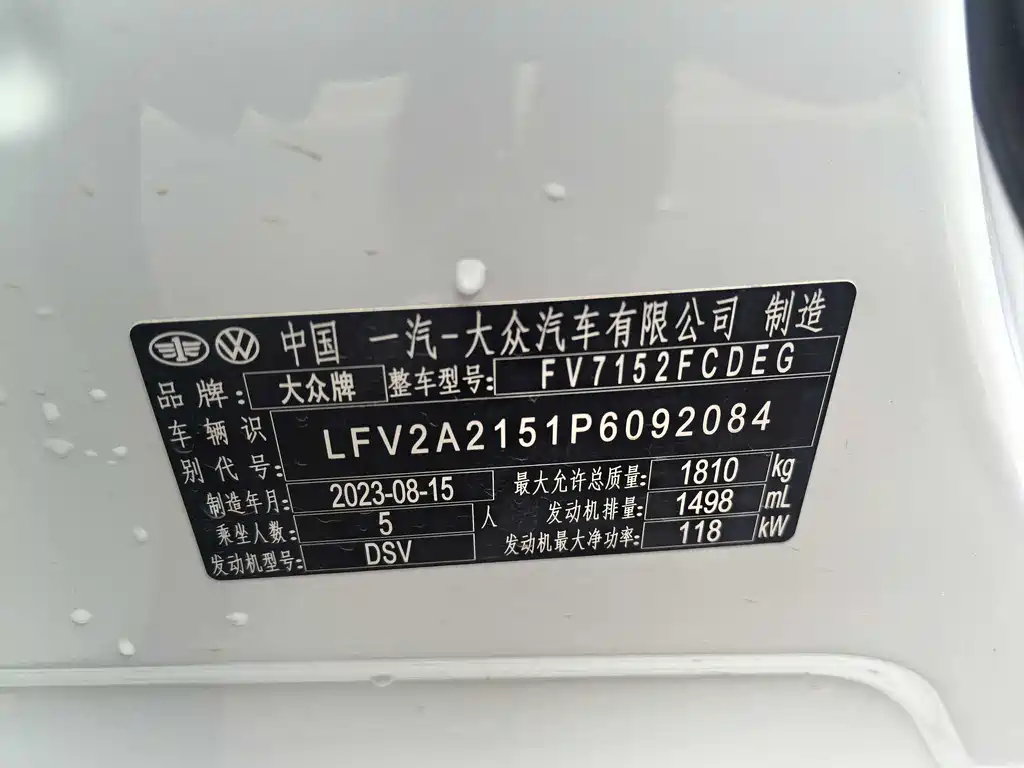 中国 一汽-大众汽车有限公司 制造
品牌: 大众牌 整车型号: FV7152FCDEG
车辆识别代号: LFV2A2151P6092084
制造年月: 2023-08-15 最大允许总质量: 1810 kg
乘坐人数: 5 人 发动机排量: 1498 mL
发动机型号: DSV 发动机最大净功率: 118 kW